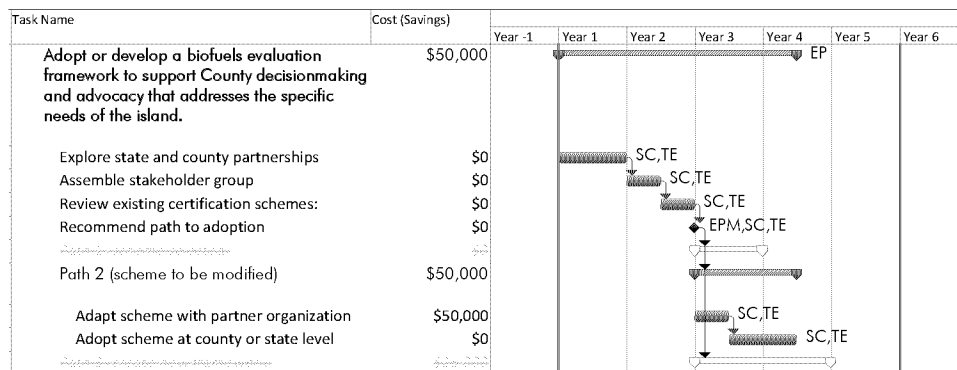 Task Name Cost (Savings)
Year -1 Year 1 Year 2 Year 3 Year 4 Year 5 Year 6
Adopt or develop a biofuels evaluation $50,000 EP
framework to support County decisionmaking
and advocacy that addresses the specific
needs of the island.
Explore state and county partnerships $0 SC,TE
Assemble stakeholder group $0 SC,TE
Review existing certification schemes: $0 SC,TE
Recommend path to adoption $0 EPM,SC,TE
Path 2 (scheme to be modified) $50,000
Adapt scheme with partner organization $50,000 SC,TE
Adopt scheme at county or state level $0 SC,TE